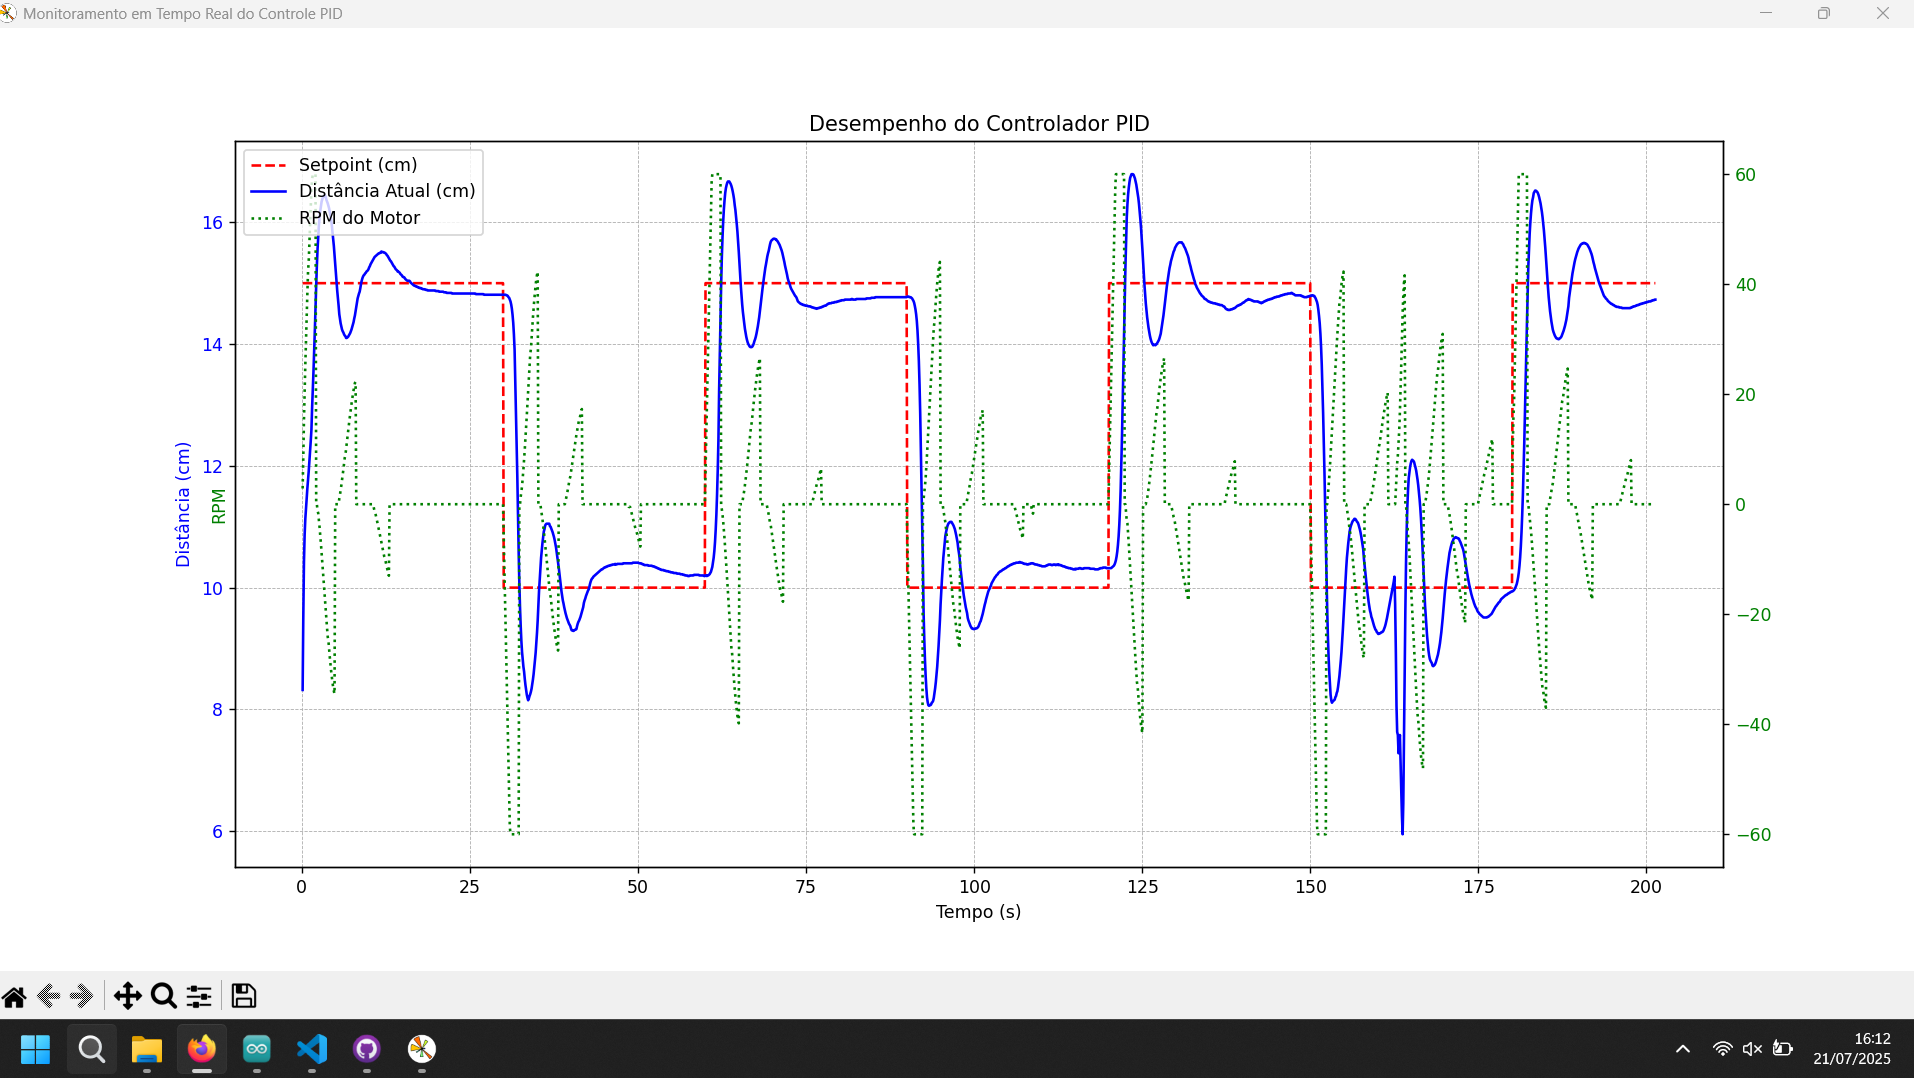 Monitoramento em Tempo Real do Controle PID
Desempenho do Controlador PID
Setpoint (cm)
Distância Atual (cm)
RPM do Motor
16
14
12
10
8
6
Distância (cm)
RPM
60
40
20
0
−20
−40
−60
0 25 50 75 100 125 150 175 200
Tempo (s)
16:12
21/07/2025